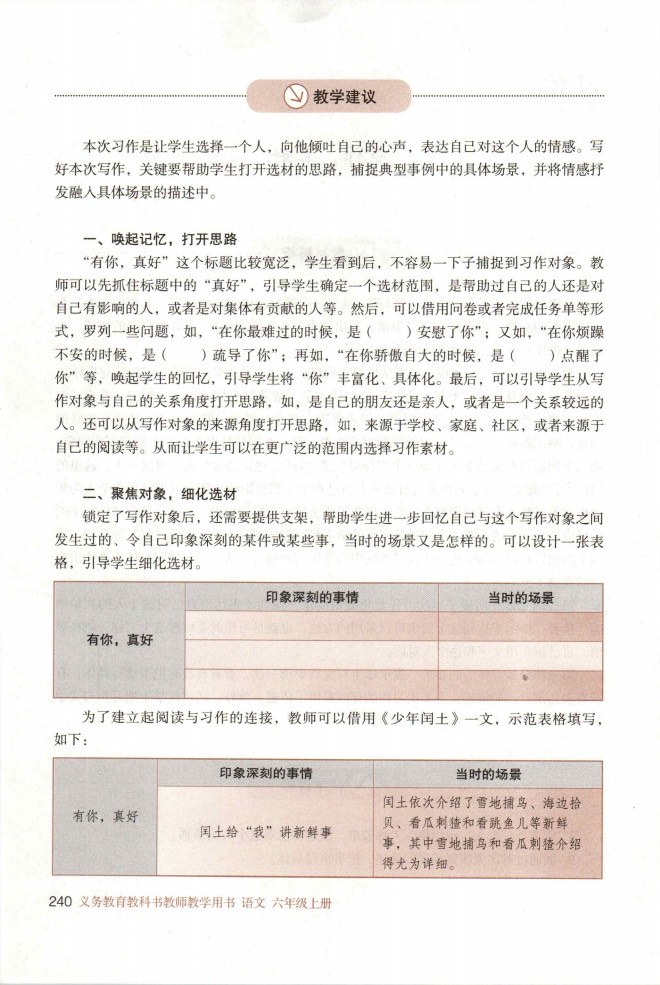 教学建议
本次习作是让学生选择一个人，向他倾吐自己的心声，表达自己对这个人的情感。写
好本次写作，关键要帮助学生打开选材的思路，捕捉典型事例中的具体场景，并将情感抒
发融入具体场景的描述中。
一、唤起记忆，打开思路
“有你，真好”这个标题比较宽泛，学生看到后，不容易一下子捕捉到习作对象。教
师可以先抓住标题中的“真好”，引导学生确定一个选材范围，是帮助过自己的人还是对
自己有影响的人，或者是对集体有贡献的人等。然后，可以借用问卷或者完成任务单等形
式，罗列一些问题，如，“在你最难过的时候，是（　　）安慰了你”；又如，“在你烦躁
不安的时候，是（　　）疏导了你”；再如，“在你骄傲自大的时候，是（　　）点醒了
你”等，唤起学生的回忆，引导学生将“你”丰富化、具体化。最后，可以引导学生从写
作对象与自己的关系角度打开思路，如，是自己的朋友还是亲人，或者是一个关系较远的
人。还可以从写作对象的来源角度打开思路，如，来源于学校、家庭、社区，或者来源于
自己的阅读等。从而让学生可以在更广泛的范围内选择习作素材。
二、聚焦对象，细化选材
锁定了写作对象后，还需要提供支架，帮助学生进一步回忆自己与这个写作对象之间
发生过的、令自己印象深刻的某件或某些事，当时的场景又是怎样的。可以设计一张表
格，引导学生细化选材。
印象深刻的事情 当时的场景
有你，真好
为了建立起阅读与习作的连接，教师可以借用《少年闰土》一文，示范表格填写，
如下：
印象深刻的事情 当时的场景
有你，真好
闰土给“我”讲新鲜事
闰土依次介绍了雪地捕鸟、海边拾
贝、看瓜刺猹和看跳鱼儿等新鲜
事，其中雪地捕鸟和看瓜刺猹介绍
得尤为详细。
240 义务教育教科书教师教学用书 语文 六年级上册